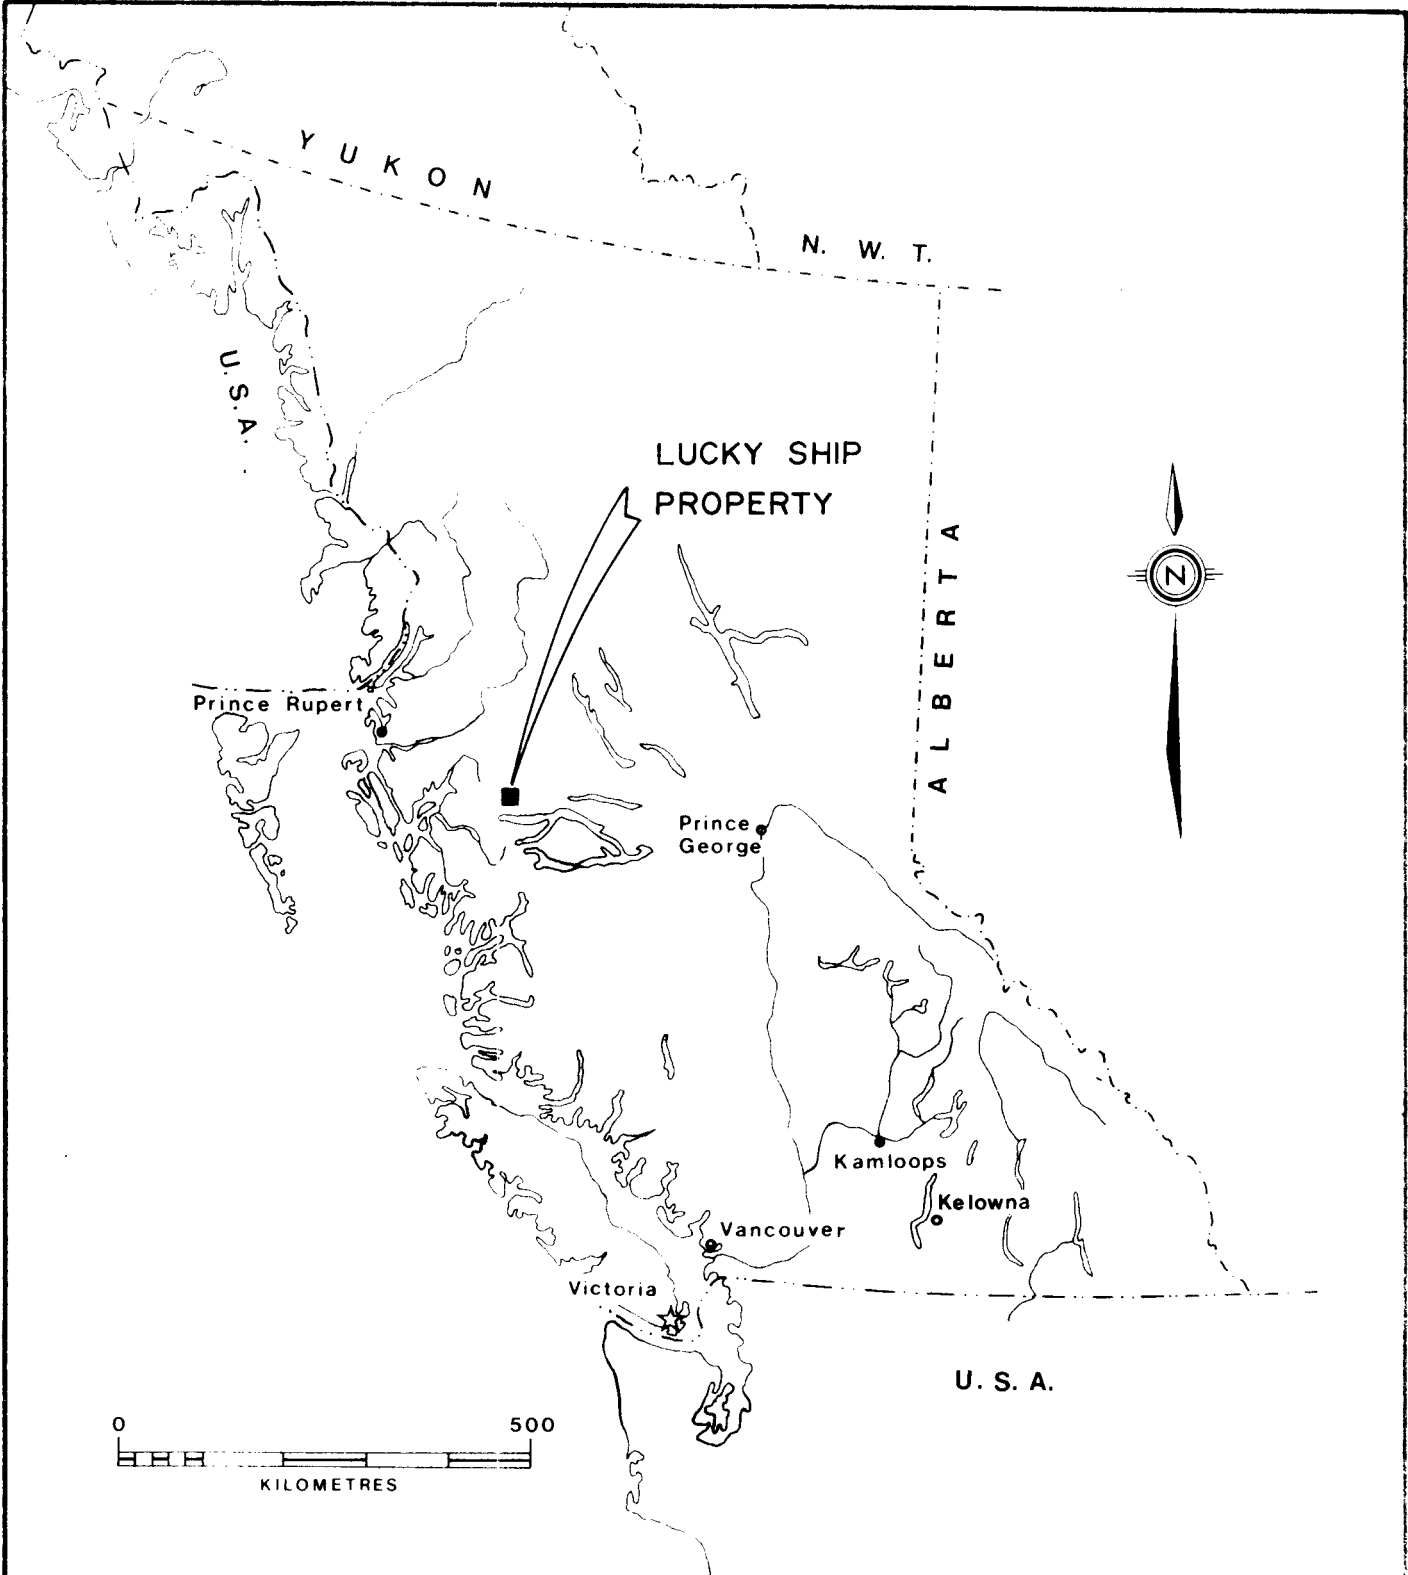 YUKON
N. W. T.
U.S.A.
LUCKY SHIP
PROPERTY
ALBERTA
N
Prince Rupert
Prince
George
Kamloops
Kelowna
Vancouver
Victoria
U. S. A.
0 500
KILOMETRES